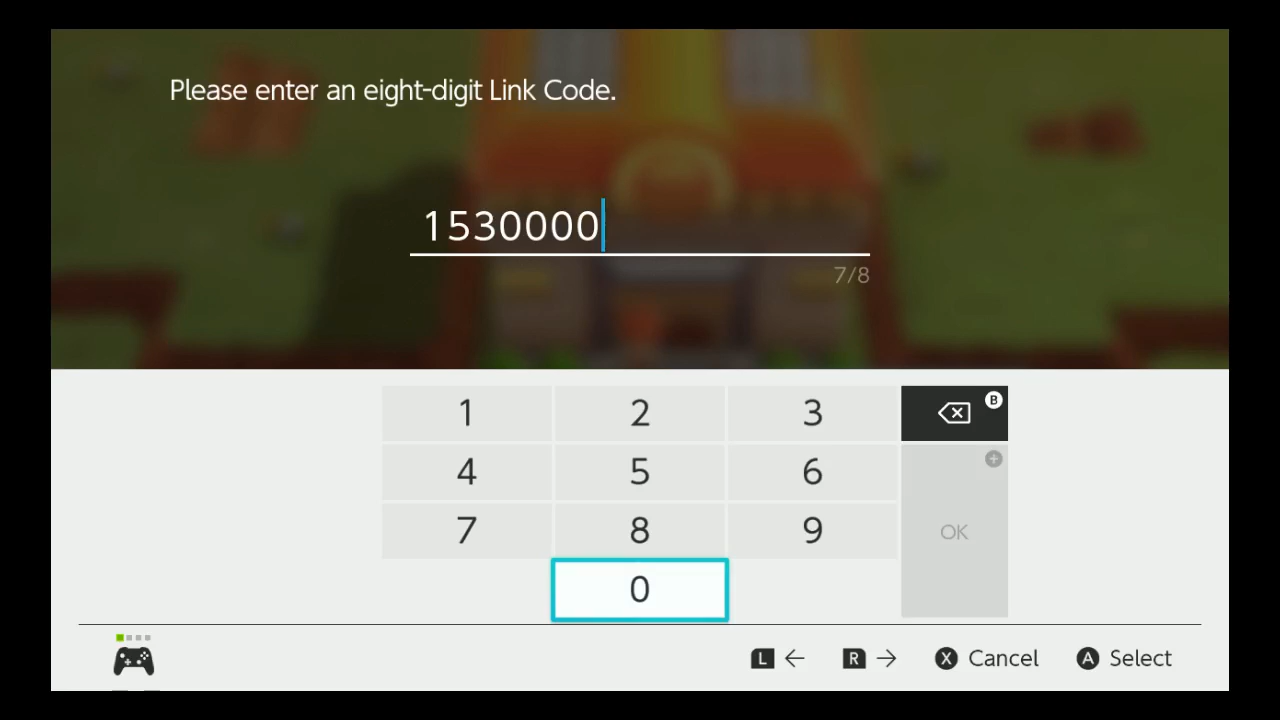 Please enter an eight-digit Link Code.
1530000
7/8
1 2 3 B
4 5 6 +
7 8 9 OK
0
L ← R → X Cancel A Select